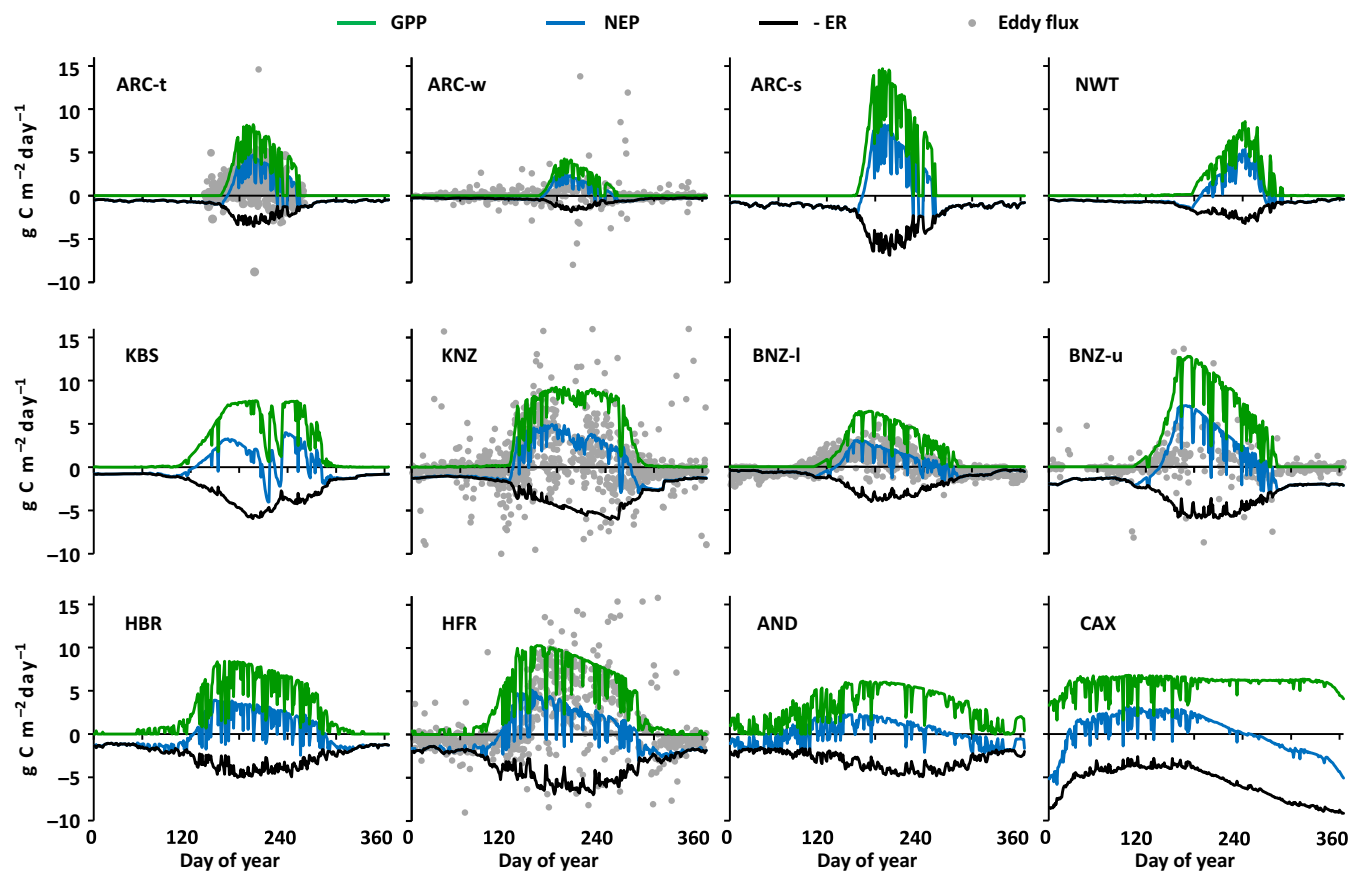 GPP NEP - ER Eddy flux
ARC-t ARC-w ARC-s NWT
15
10
5
0
−5
−10
g C m−2 day−1
KBS KNZ BNZ-l BNZ-u
15
10
5
0
−5
−10
g C m−2 day−1
HBR HFR AND CAX
15
10
5
0
−5
−10
g C m−2 day−1
0 120 240 360 0 120 240 360 0 120 240 360 0 120 240 360
Day of year Day of year Day of year Day of year